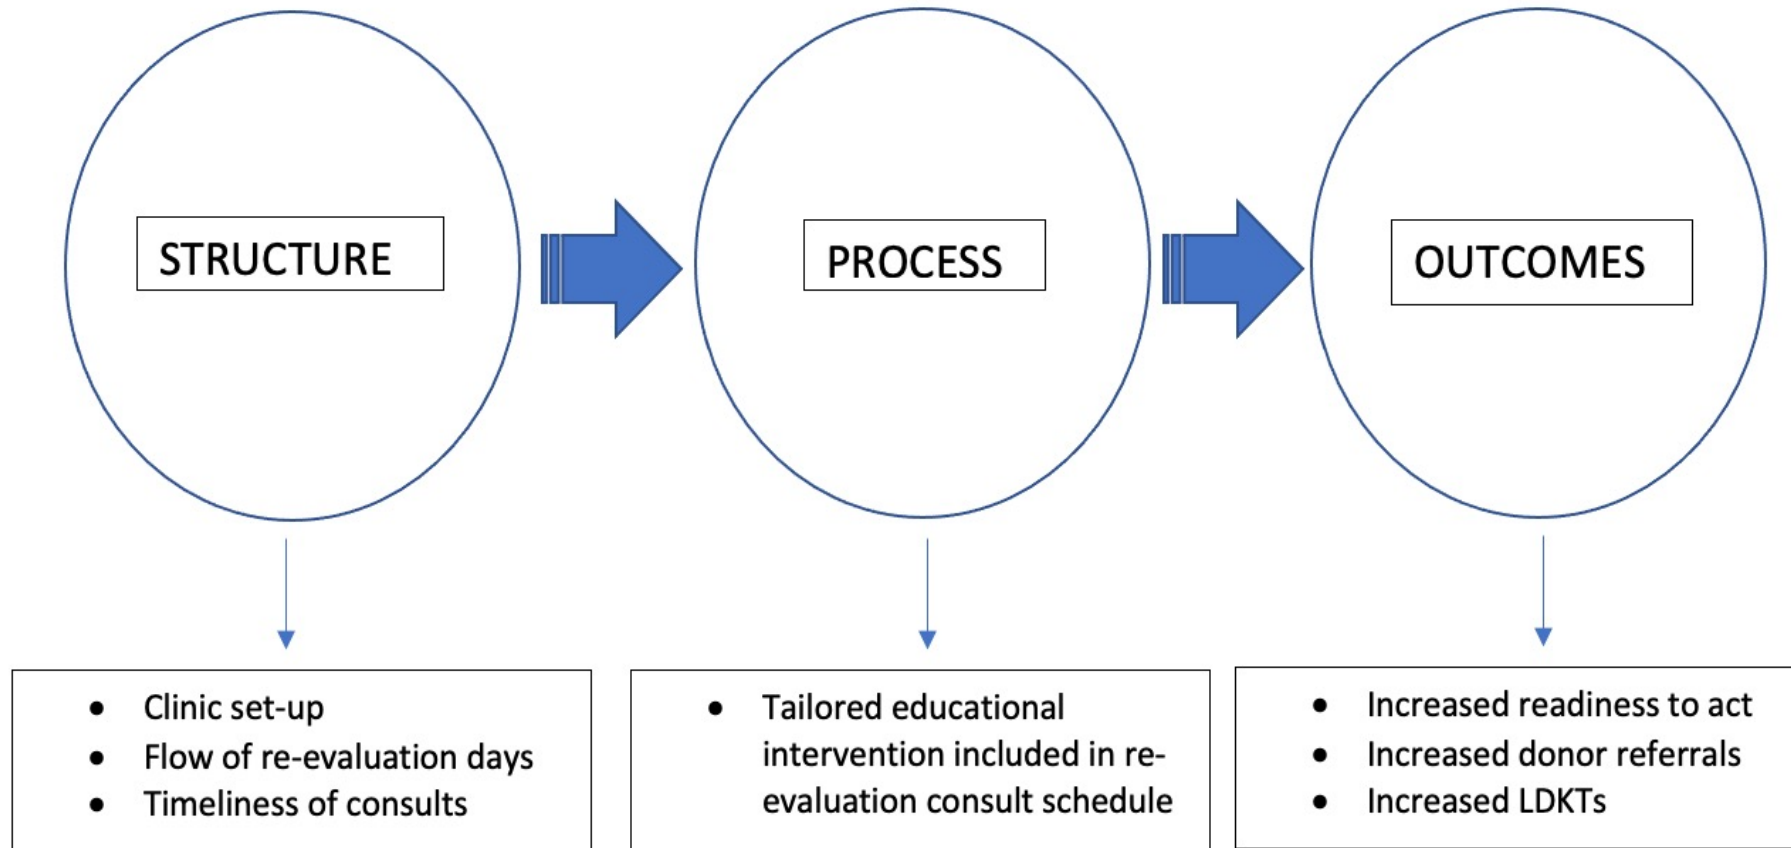 STRUCTURE
PROCESS
OUTCOMES
• Clinic set-up
• Flow of re-evaluation days
• Timeliness of consults
• Tailored educational
intervention included in re-
evaluation consult schedule
• Increased readiness to act
• Increased donor referrals
• Increased LDKTs